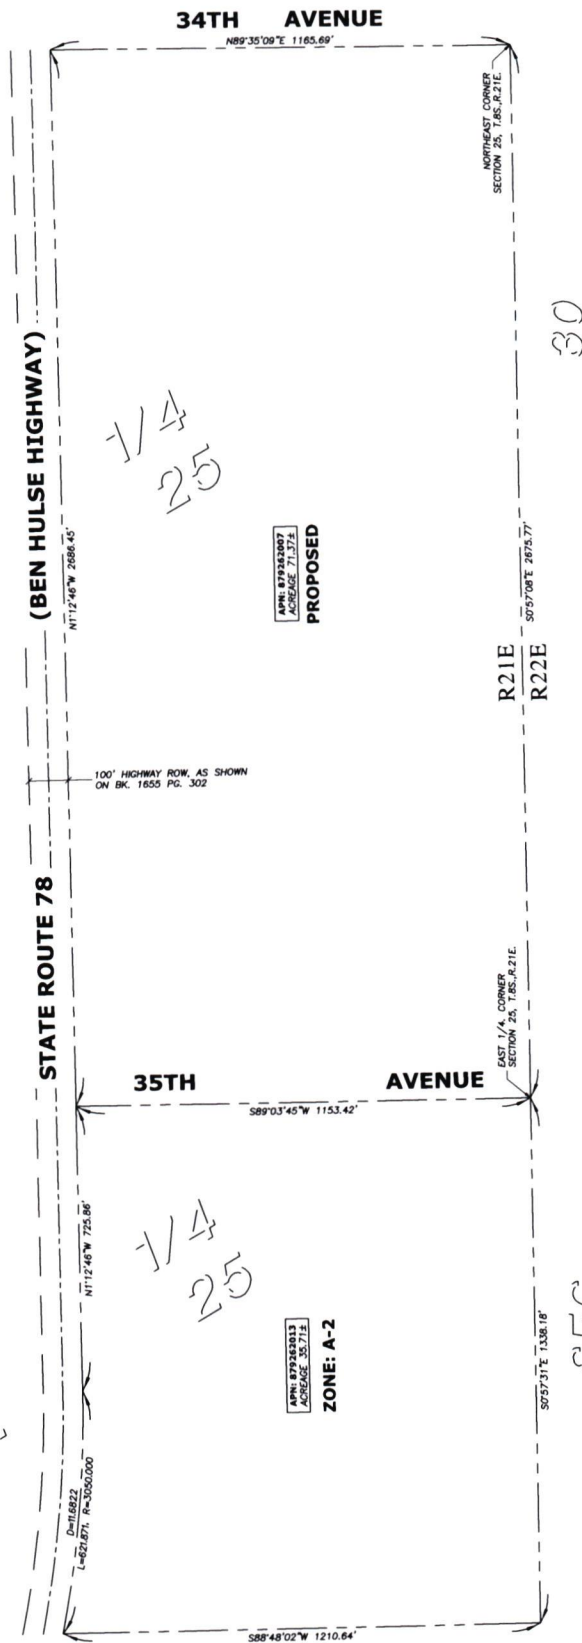 34TH AVENUE
N89°35'09"E 1165.69'
NORTHEAST CORNER
SECTION 25, T.8S.,R.21E.
(BEN HULSE HIGHWAY)
N1°12'46"W 2686.45'
1/4
25
30
APN: 879262007
ACREAGE 71.37±
PROPOSED
S0°57'08"E 2675.77'
R21E
R22E
100' HIGHWAY ROW, AS SHOWN
ON BK. 1655 PG. 302
STATE ROUTE 78
EAST 1/4, CORNER
SECTION 25, T.8S.,R.21E.
35TH AVENUE
S89°03'45"W 1153.42'
N1°12'46"W 725.86'
1/4
25
APN: 879262013
ACREAGE 35.71±
ZONE: A-2
S0°57'31"E 1338.18'
D=11.6822
L=621.871, R=3050.000
S88°48'02"W 1210.64'